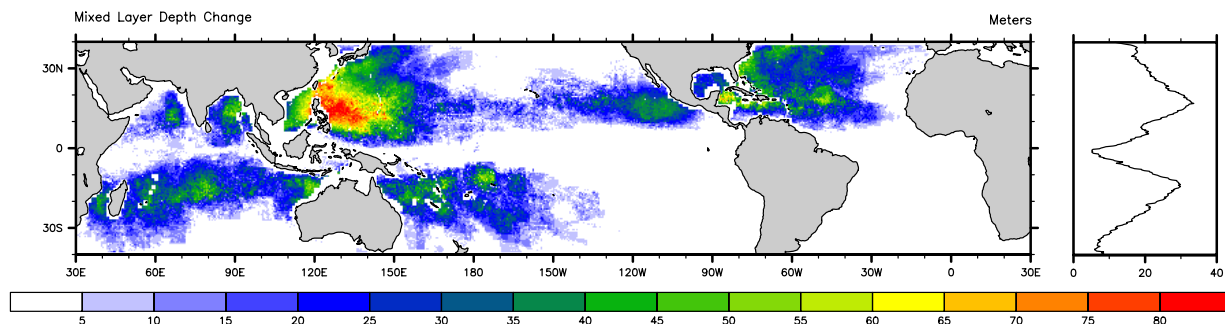 Mixed Layer Depth Change
Meters
30N
0
30S
30E 60E 90E 120E 150E 180 150W 120W 90W 60W 30W 0 30E
0 20 40
5 10 15 20 25 30 35 40 45 50 55 60 65 70 75 80